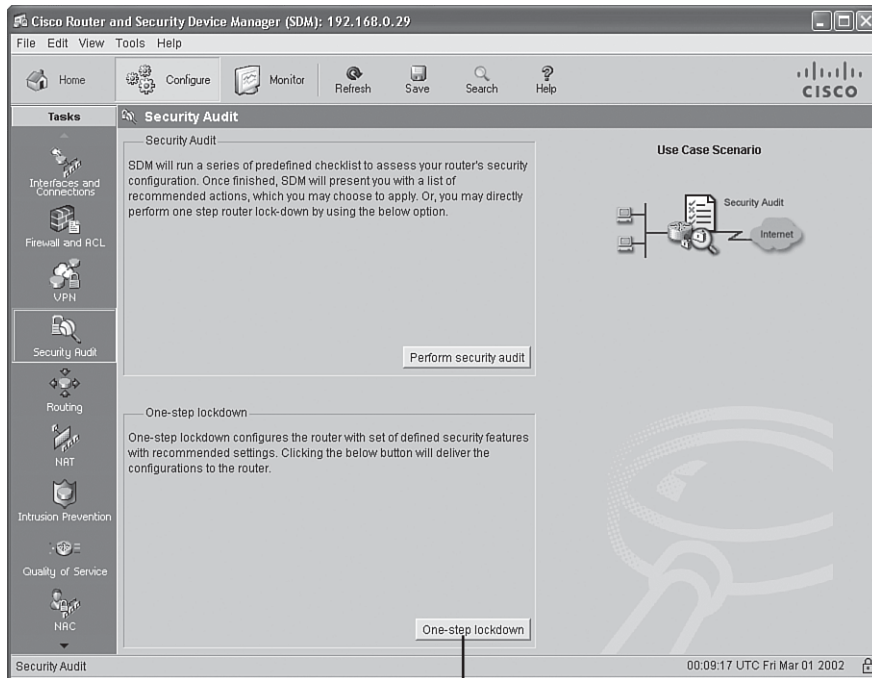 Cisco Router and Security Device Manager (SDM): 192.168.0.29
File Edit View Tools Help
Home Configure Monitor Refresh Save Search Help
CISCO
Tasks
Security Audit
Interfaces and
Connections
Firewall and ACL
VPN
Security Audit
Routing
NAT
Intrusion Prevention
Quality of Service
NAC
Security Audit
SDM will run a series of predefined checklist to assess your router's security
configuration. Once finished, SDM will present you with a list of
recommended actions, which you may choose to apply. Or, you may directly
perform one step router lock-down by using the below option.
Perform security audit
One-step lockdown
One-step lockdown configures the router with set of defined security features
with recommended settings. Clicking the below button will deliver the
configurations to the router.
One-step lockdown
Use Case Scenario
Security Audit
Internet
Security Audit
00:09:17 UTC Fri Mar 01 2002